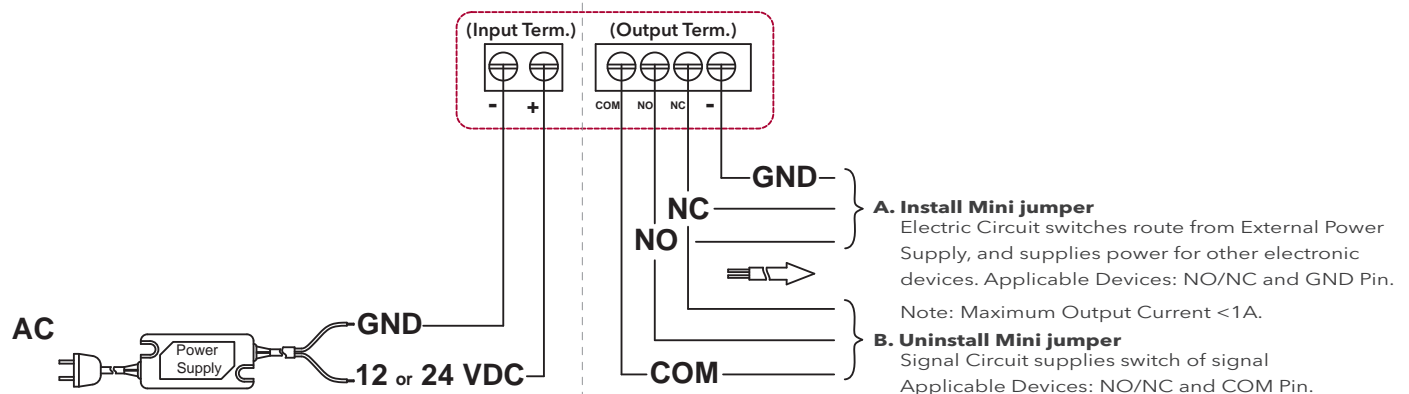 (Input Term.) (Output Term.)
- + COM NO NC -
GND
NC
NO
A. Install Mini jumper
Electric Circuit switches route from External Power
Supply, and supplies power for other electronic
devices. Applicable Devices: NO/NC and GND Pin.
Note: Maximum Output Current <1A.
B. Uninstall Mini jumper
Signal Circuit supplies switch of signal
Applicable Devices: NO/NC and COM Pin.
COM
AC
Power
Supply
GND
12 or 24 VDC